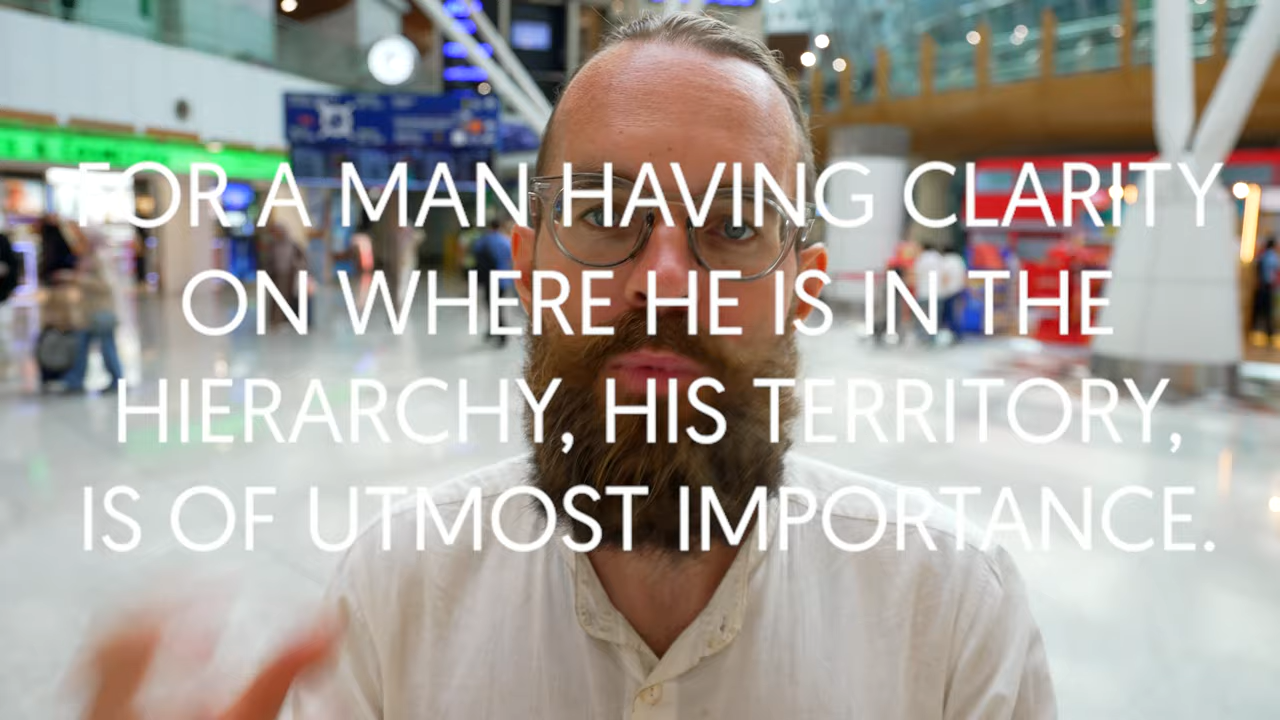 FOR A MAN HAVING CLARITY
ON WHERE HE IS IN THE
HIERARCHY, HIS TERRITORY,
IS OF UTMOST IMPORTANCE.